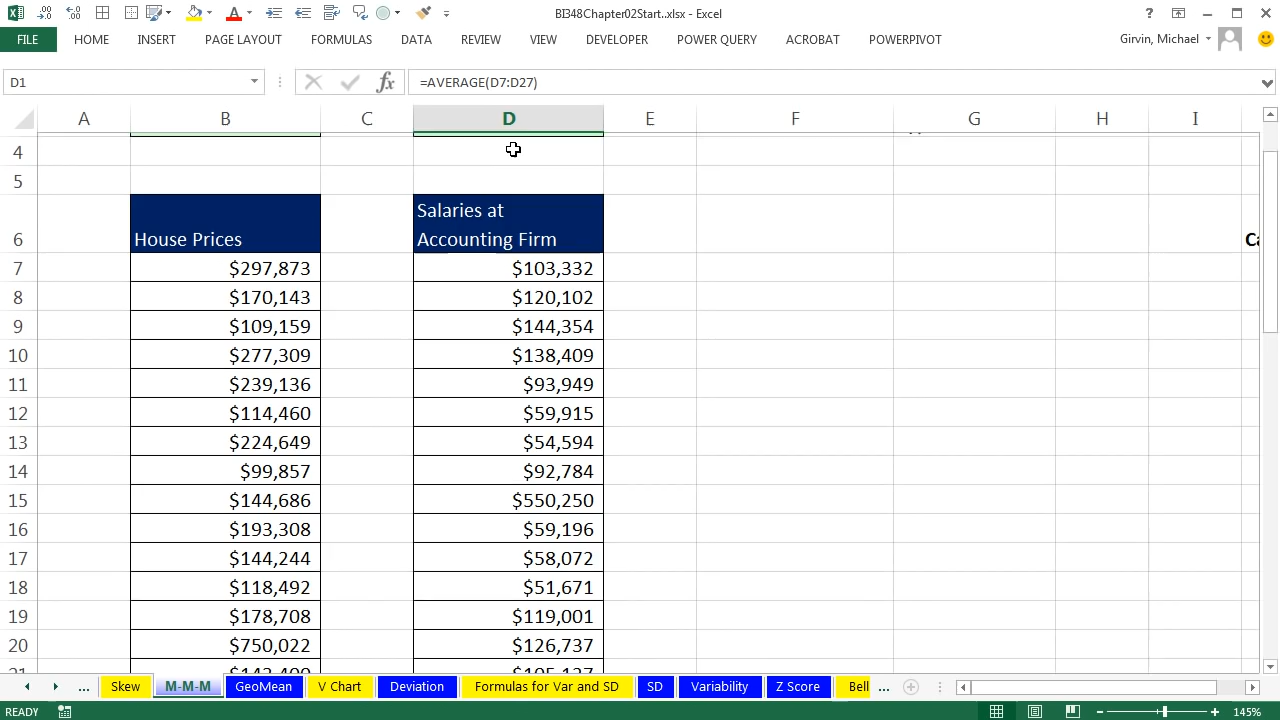 BI348Chapter02Start..xlsx - Excel
FILE HOME INSERT PAGE LAYOUT FORMULAS DATA REVIEW VIEW DEVELOPER POWER QUERY ACROBAT POWERPIVOT Girvin, Michael
D1 fx =AVERAGE(D7:D27)
A B C D E F G H I
4
5
Salaries at
6 House Prices Accounting Firm
7 $297,873 $103,332
8 $170,143 $120,102
9 $109,159 $144,354
10 $277,309 $138,409
11 $239,136 $93,949
12 $114,460 $59,915
13 $224,649 $54,594
14 $99,857 $92,784
15 $144,686 $550,250
16 $193,308 $59,196
17 $144,244 $58,072
18 $118,492 $51,671
19 $178,708 $119,001
20 $750,022 $126,737
... Skew M-M-M GeoMean V Chart Deviation Formulas for Var and SD SD Variability Z Score Bell ...
READY 145%